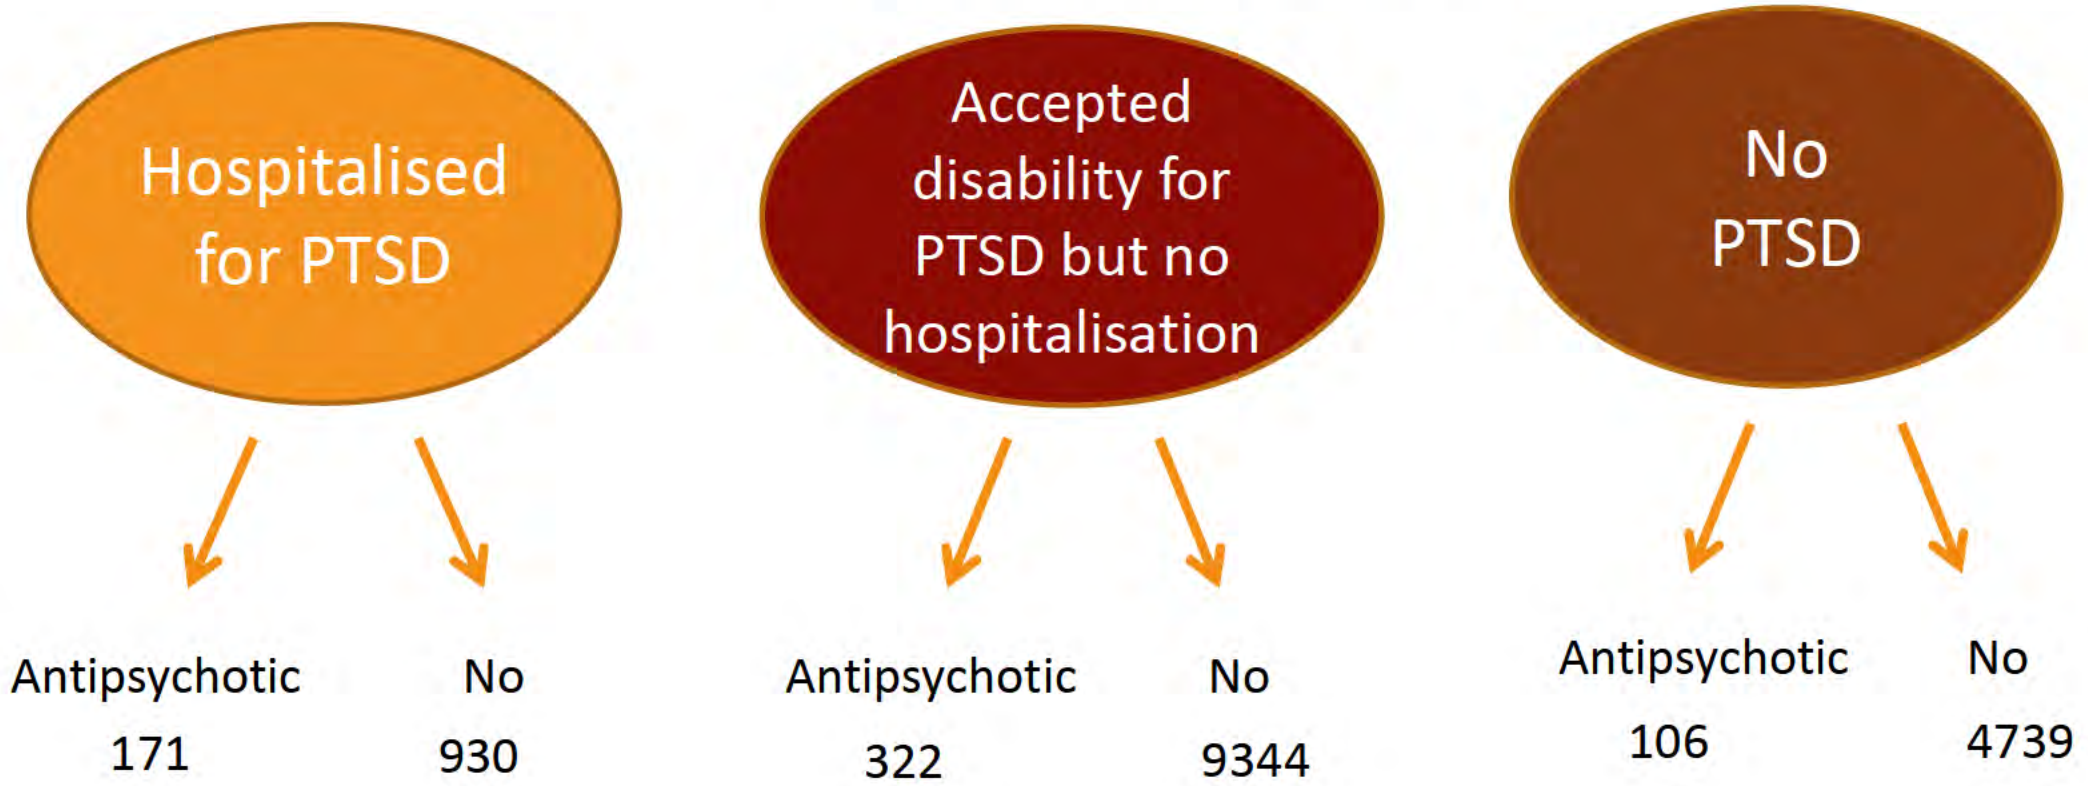 Hospitalised
for PTSD
Accepted
disability for
PTSD but no
hospitalisation
No
PTSD
Antipsychotic No
171 930
Antipsychotic No
322 9344
Antipsychotic No
106 4739